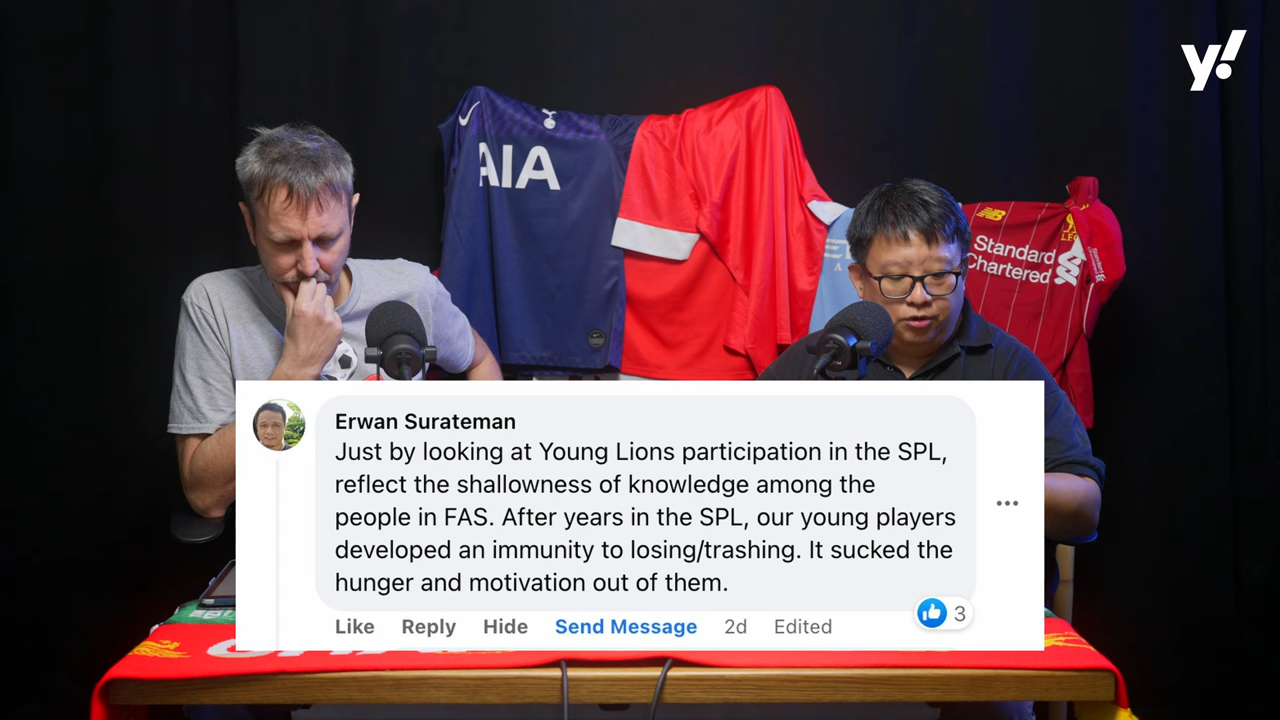 y!
AIA
Standard
Chartered
Erwan Surateman
Just by looking at Young Lions participation in the SPL,
reflect the shallowness of knowledge among the
people in FAS. After years in the SPL, our young players
developed an immunity to losing/trashing. It sucked the
hunger and motivation out of them.
3
Like Reply Hide Send Message 2d Edited